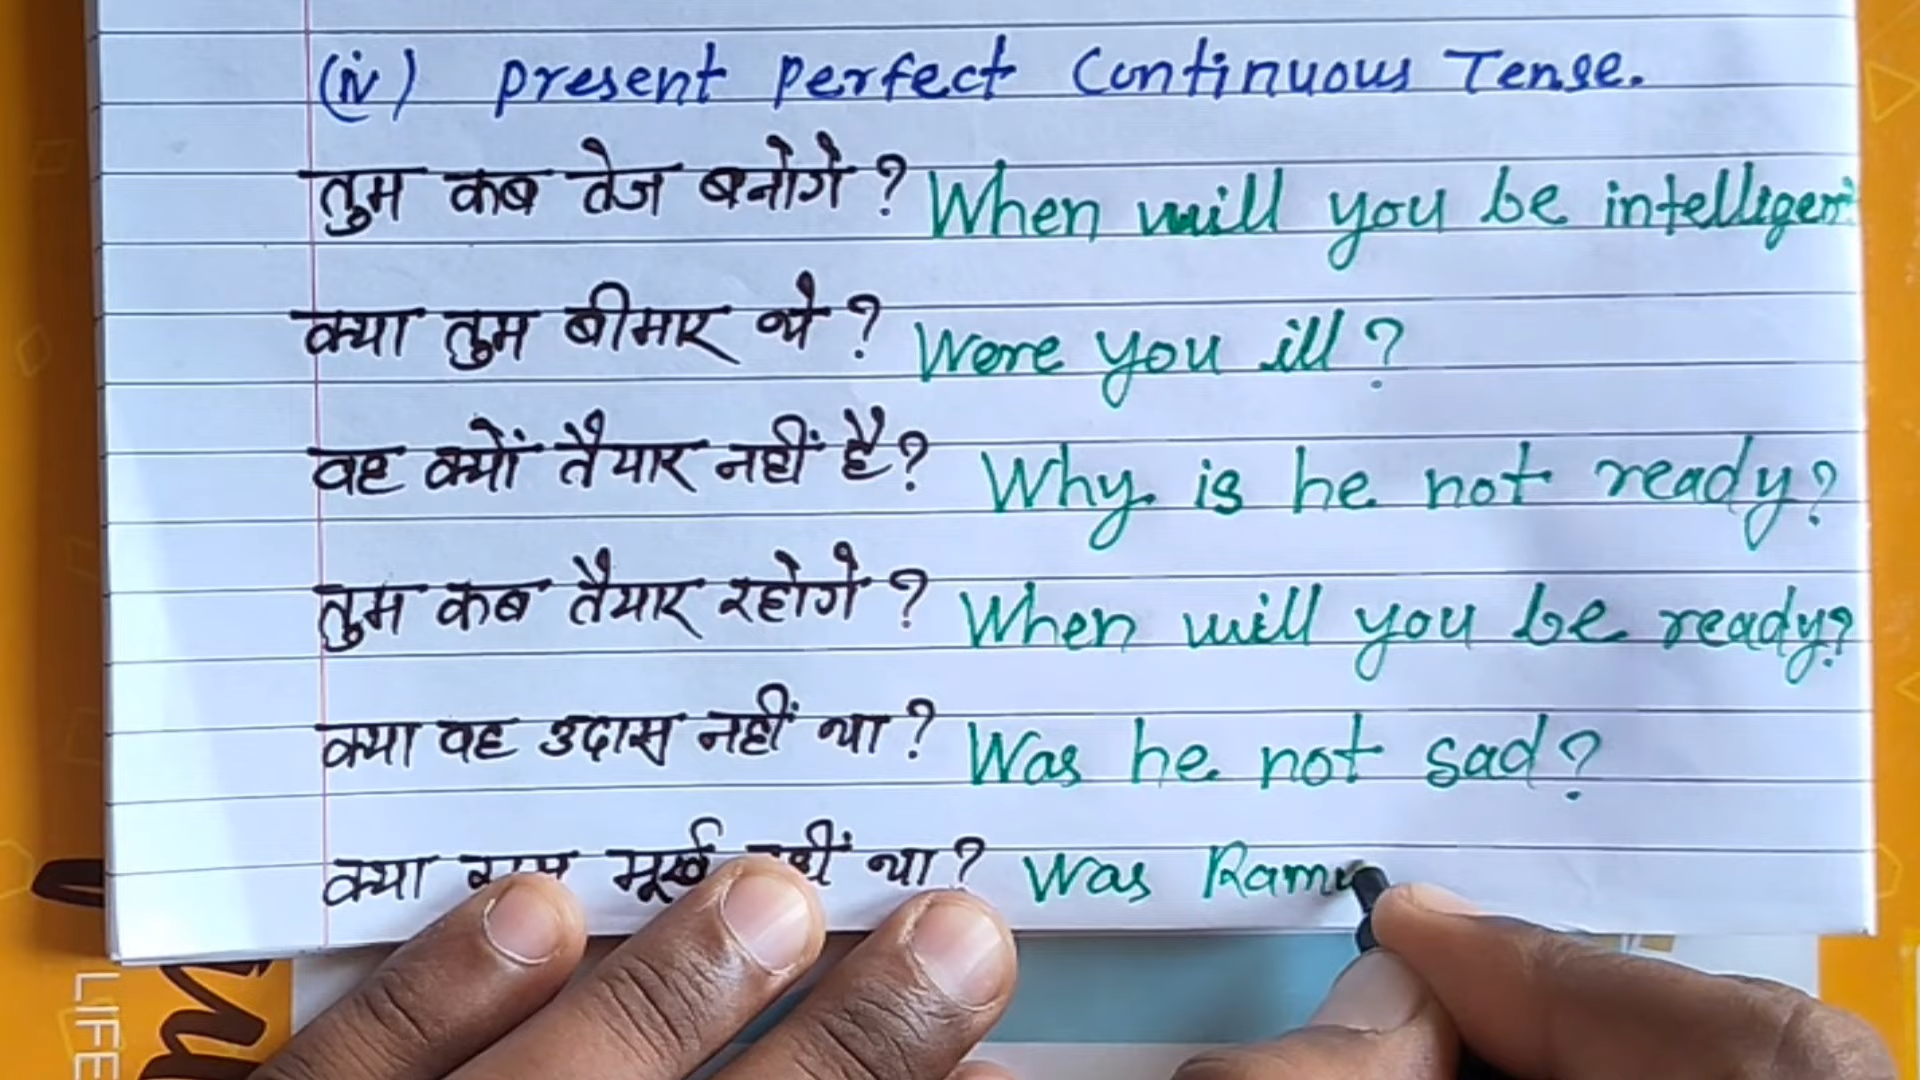 (iv) present perfect Continuous Tense.
तुम कब तेज बनोगे ? When will you be intelligent
क्या तुम बीमार थे ? Were you ill ?
वह क्यों तैयार नहीं है ? Why is he not ready ?
तुम कब तैयार रहोगे ? When will you be ready ?
क्या वह उदास नहीं था ? Was he not sad ?
क्या मूर्ख था ? Was
LIFE